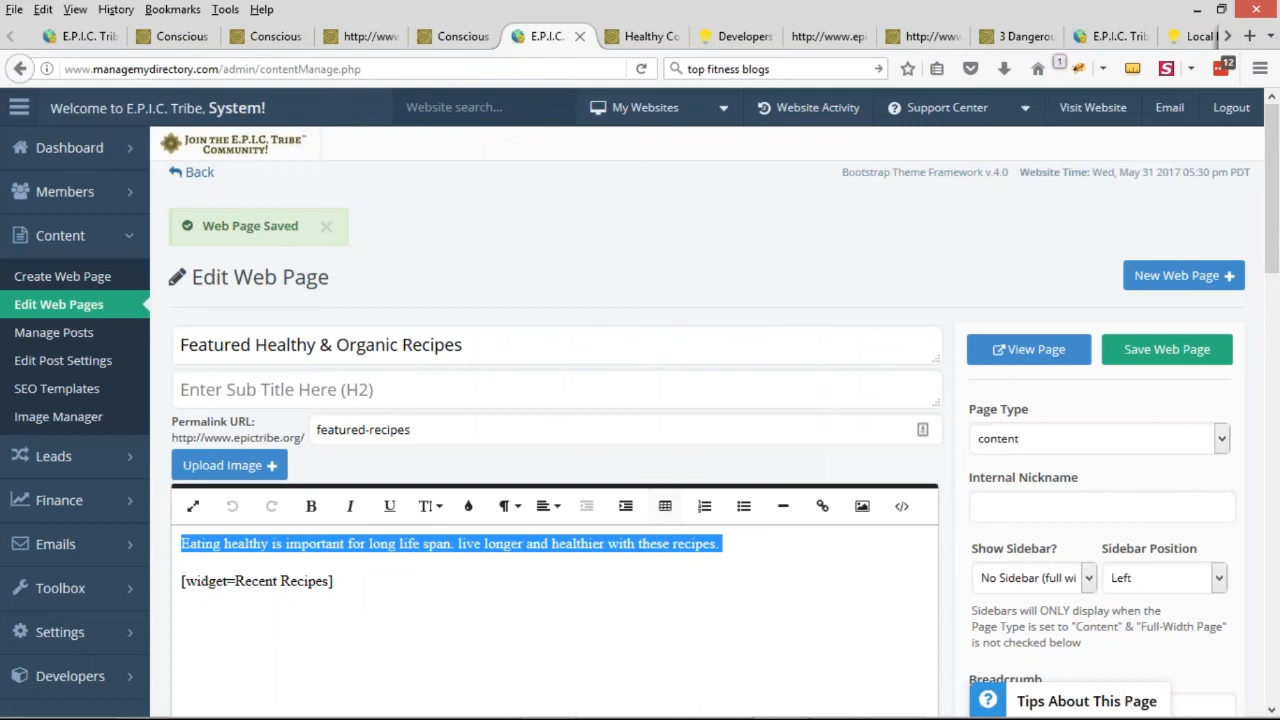 File Edit View History Bookmarks Tools Help
E.P.I.C. Trib Conscious Conscious http://www Conscious E.P.I.C. Healthy Co Developers http://www.epi http://www 3 Dangerou E.P.I.C. Trib Local
www.managemydirectory.com/admin/contentManage.php top fitness blogs 1 12
Welcome to E.P.I.C. Tribe, System! Website search... My Websites Website Activity Support Center Visit Website Email Logout
JOIN THE E.P.I.C. TRIBE™
COMMUNITY!
Back
Bootstrap Theme Framework v.4.0 Website Time: Wed, May 31 2017 05:30 pm PDT
Dashboard
Members
Content
Create Web Page
Edit Web Pages
Manage Posts
Edit Post Settings
SEO Templates
Image Manager
Leads
Finance
Emails
Toolbox
Settings
Developers
Web Page Saved
Edit Web Page
New Web Page +
Featured Healthy & Organic Recipes
Enter Sub Title Here (H2)
Permalink URL:
http://www.epictribe.org/ featured-recipes
Upload Image +
B I U
Eating healthy is important for long life span. live longer and healthier with these recipes.
[widget=Recent Recipes]
View Page Save Web Page
Page Type
content
Internal Nickname
Show Sidebar? Sidebar Position
No Sidebar (full wi Left
Sidebars will ONLY display when the
Page Type is set to "Content" & "Full-Width Page"
is not checked below
Breadcrumb
? Tips About This Page